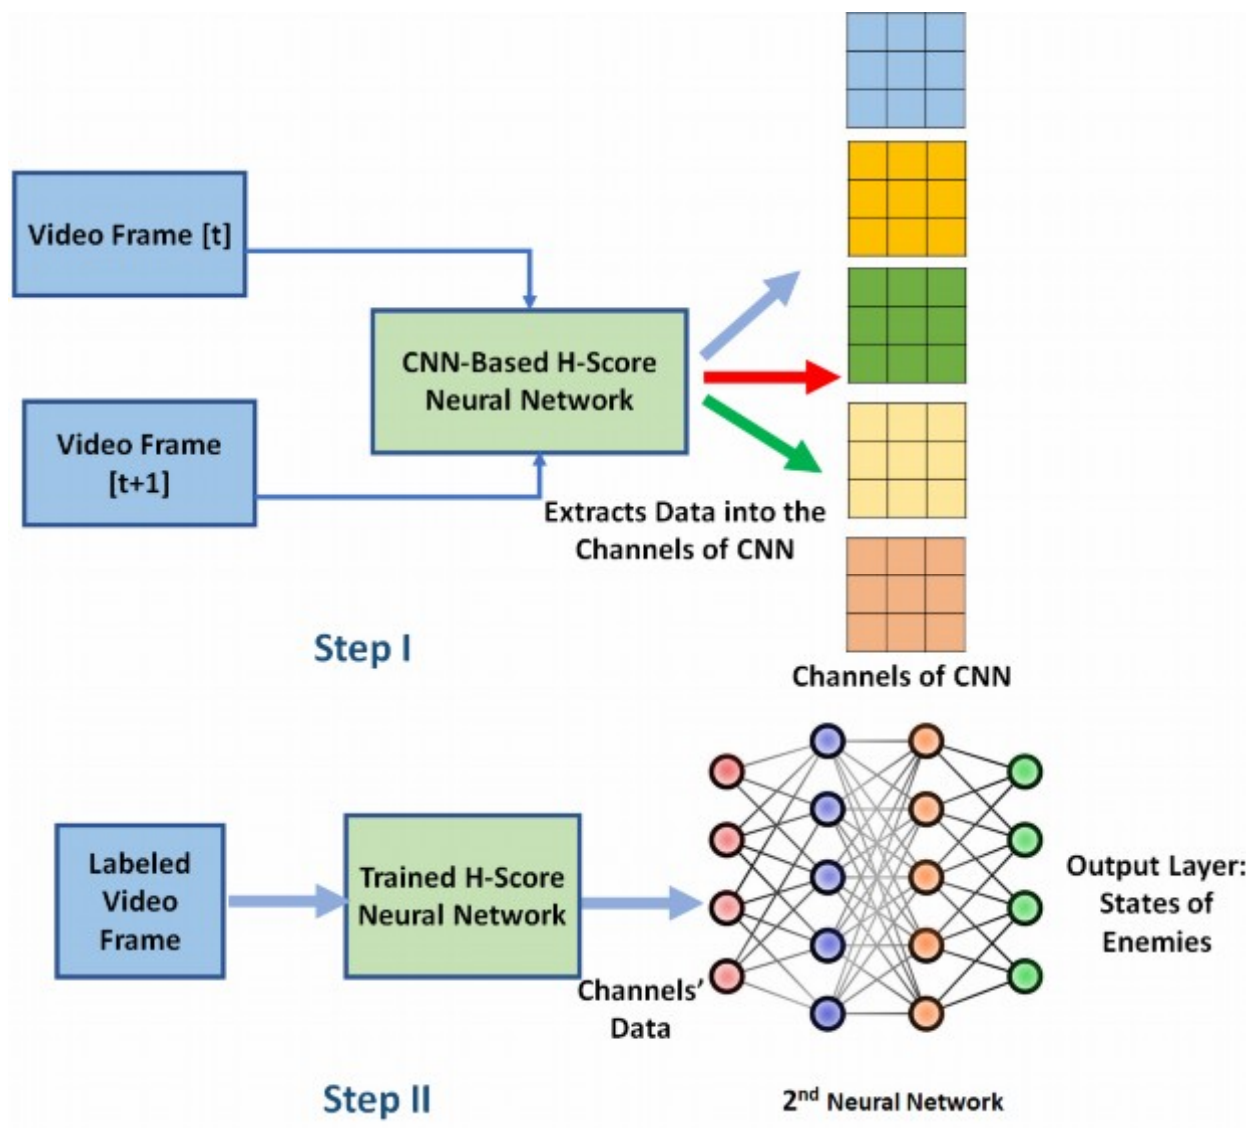 Video Frame [t]
CNN-Based H-Score
Neural Network
Video Frame
[t+1]
Extracts Data into the
Channels of CNN
Step I
Channels of CNN
Labeled
Video
Frame
Trained H-Score
Neural Network
Channels'
Data
Output Layer:
States of
Enemies
Step II
2nd Neural Network